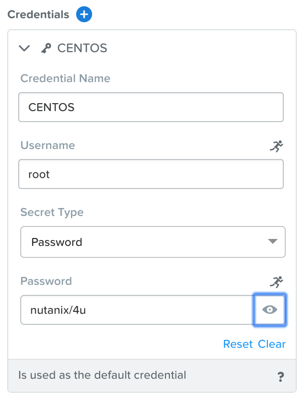 Credentials
CENTOS
Credential Name
CENTOS
Username
root
Secret Type
Password
Password
nutanix/4u
Reset Clear
Is used as the default credential ?